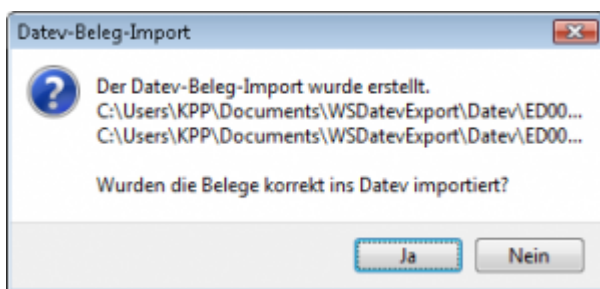 Datev-Beleg-Import
Der Datev-Beleg-Import wurde erstellt.
C:\Users\KPP\Documents\WSDatevExport\Datev\ED00...
C:\Users\KPP\Documents\WSDatevExport\Datev\ED00...
Wurden die Belege korrekt ins Datev importiert?
Ja
Nein